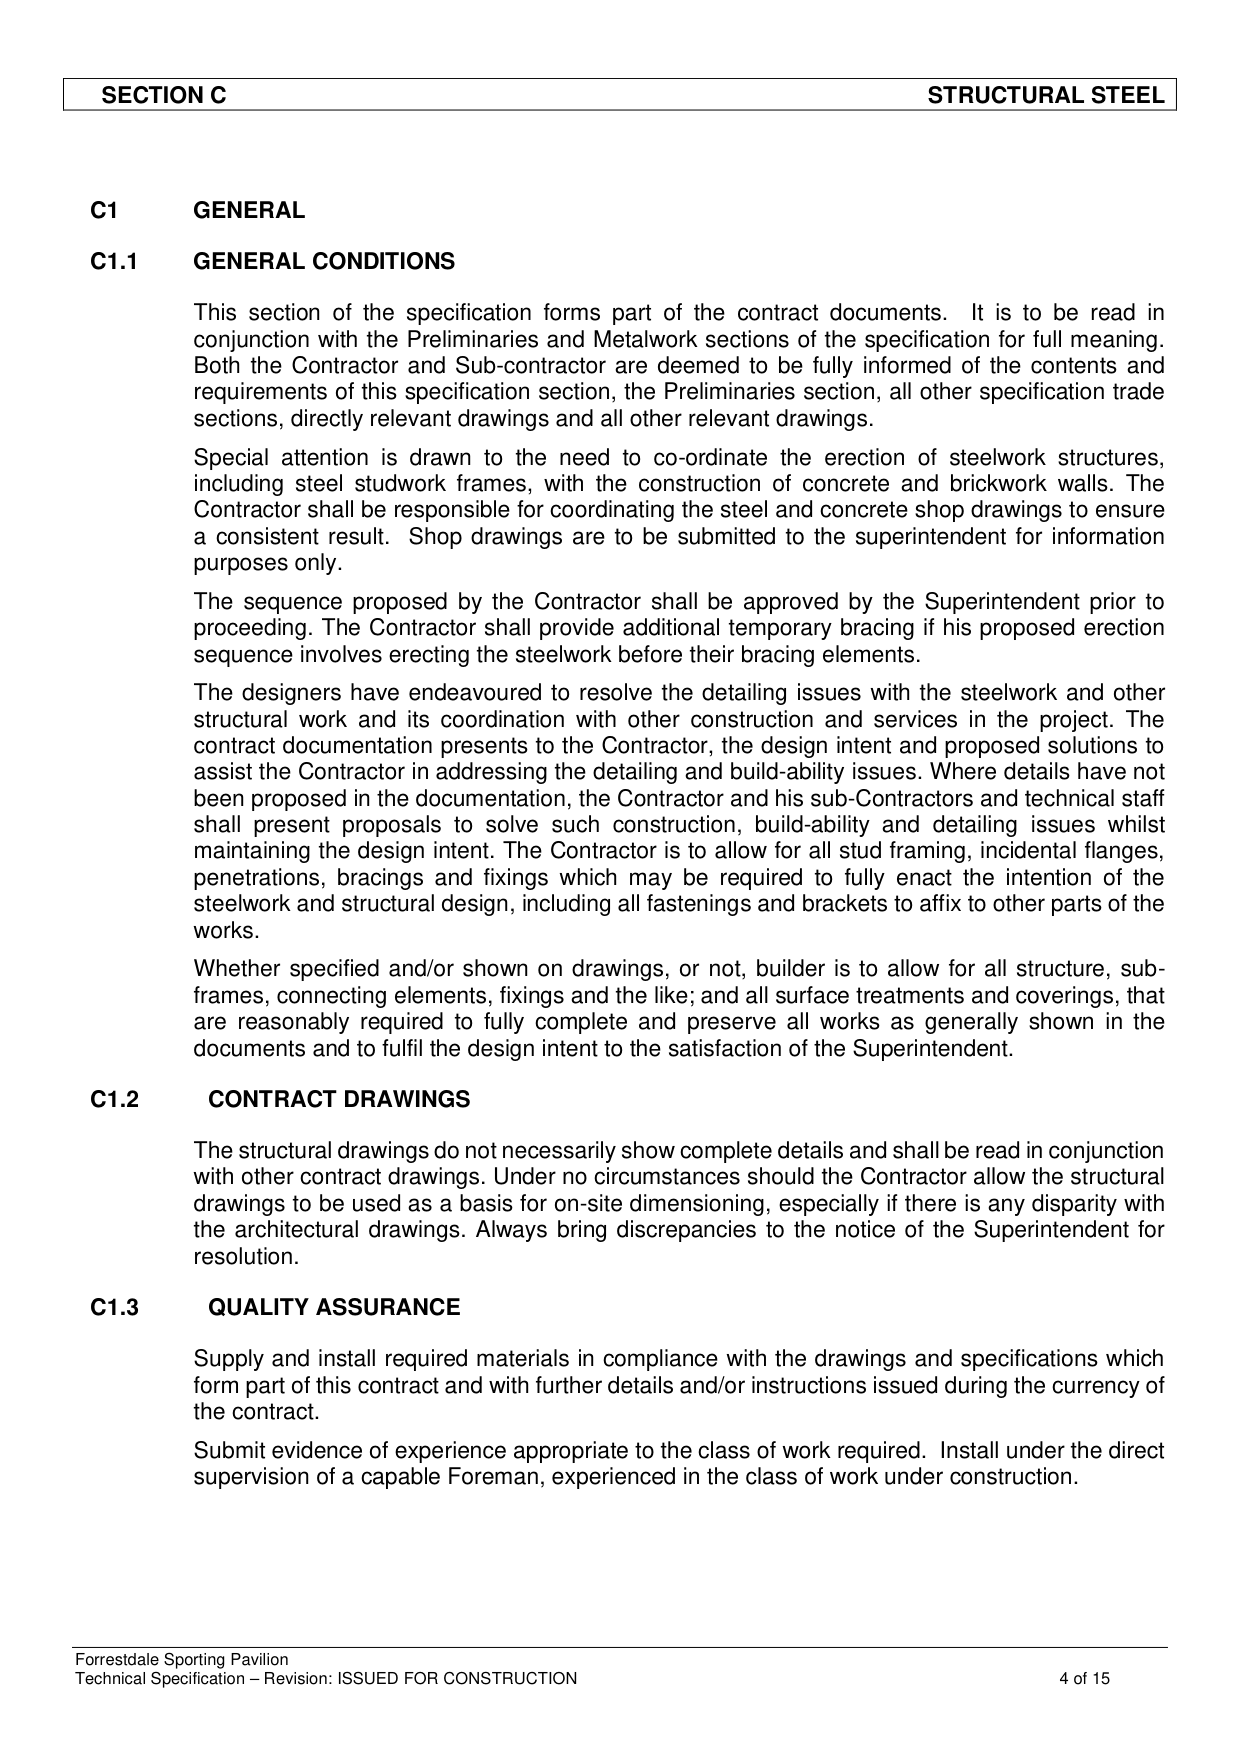 SECTION C STRUCTURAL STEEL
C1 GENERAL
C1.1 GENERAL CONDITIONS
This section of the specification forms part of the contract documents. It is to be read in
conjunction with the Preliminaries and Metalwork sections of the specification for full meaning.
Both the Contractor and Sub-contractor are deemed to be fully informed of the contents and
requirements of this specification section, the Preliminaries section, all other specification trade
sections, directly relevant drawings and all other relevant drawings.
Special attention is drawn to the need to co-ordinate the erection of steelwork structures,
including steel studwork frames, with the construction of concrete and brickwork walls. The
Contractor shall be responsible for coordinating the steel and concrete shop drawings to ensure
a consistent result. Shop drawings are to be submitted to the superintendent for information
purposes only.
The sequence proposed by the Contractor shall be approved by the Superintendent prior to
proceeding. The Contractor shall provide additional temporary bracing if his proposed erection
sequence involves erecting the steelwork before their bracing elements.
The designers have endeavoured to resolve the detailing issues with the steelwork and other
structural work and its coordination with other construction and services in the project. The
contract documentation presents to the Contractor, the design intent and proposed solutions to
assist the Contractor in addressing the detailing and build-ability issues. Where details have not
been proposed in the documentation, the Contractor and his sub-Contractors and technical staff
shall present proposals to solve such construction, build-ability and detailing issues whilst
maintaining the design intent. The Contractor is to allow for all stud framing, incidental flanges,
penetrations, bracings and fixings which may be required to fully enact the intention of the
steelwork and structural design, including all fastenings and brackets to affix to other parts of the
works.
Whether specified and/or shown on drawings, or not, builder is to allow for all structure, sub-
frames, connecting elements, fixings and the like; and all surface treatments and coverings, that
are reasonably required to fully complete and preserve all works as generally shown in the
documents and to fulfil the design intent to the satisfaction of the Superintendent.
C1.2 CONTRACT DRAWINGS
The structural drawings do not necessarily show complete details and shall be read in conjunction
with other contract drawings. Under no circumstances should the Contractor allow the structural
drawings to be used as a basis for on-site dimensioning, especially if there is any disparity with
the architectural drawings. Always bring discrepancies to the notice of the Superintendent for
resolution.
C1.3 QUALITY ASSURANCE
Supply and install required materials in compliance with the drawings and specifications which
form part of this contract and with further details and/or instructions issued during the currency of
the contract.
Submit evidence of experience appropriate to the class of work required. Install under the direct
supervision of a capable Foreman, experienced in the class of work under construction.
Forrestdale Sporting Pavilion
Technical Specification – Revision: ISSUED FOR CONSTRUCTION 4 of 15